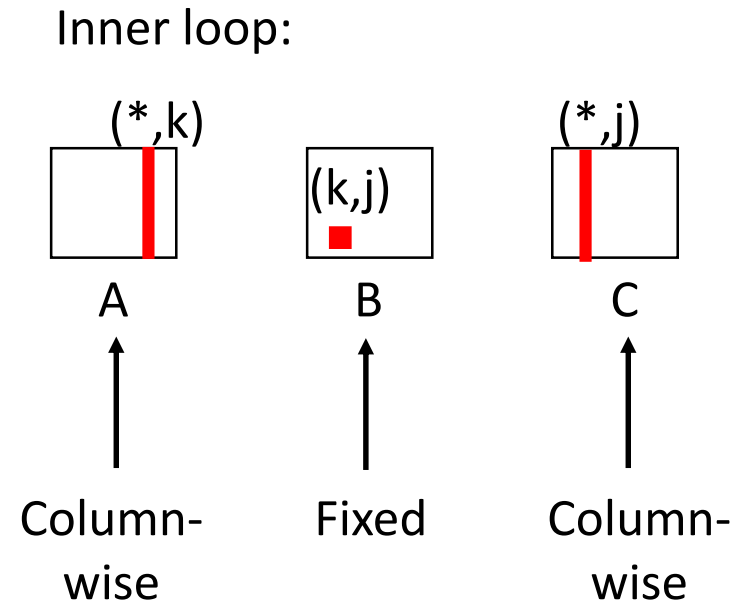 Inner loop:
(*,k)
(k,j)
(*,j)
A
B
C
Column-
wise
Fixed
Column-
wise